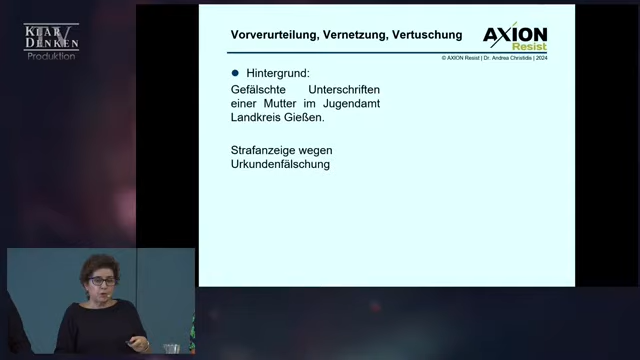 KLAR
DENKEN
TV
Produktion
Vorverurteilung, Vernetzung, Vertuschung
AXION
Resist
© AXION Resist | Dr. Andrea Christidis | 2024
Hintergrund:
Gefälschte Unterschriften
einer Mutter im Jugendamt
Landkreis Gießen.
Strafanzeige wegen
Urkundenfälschung